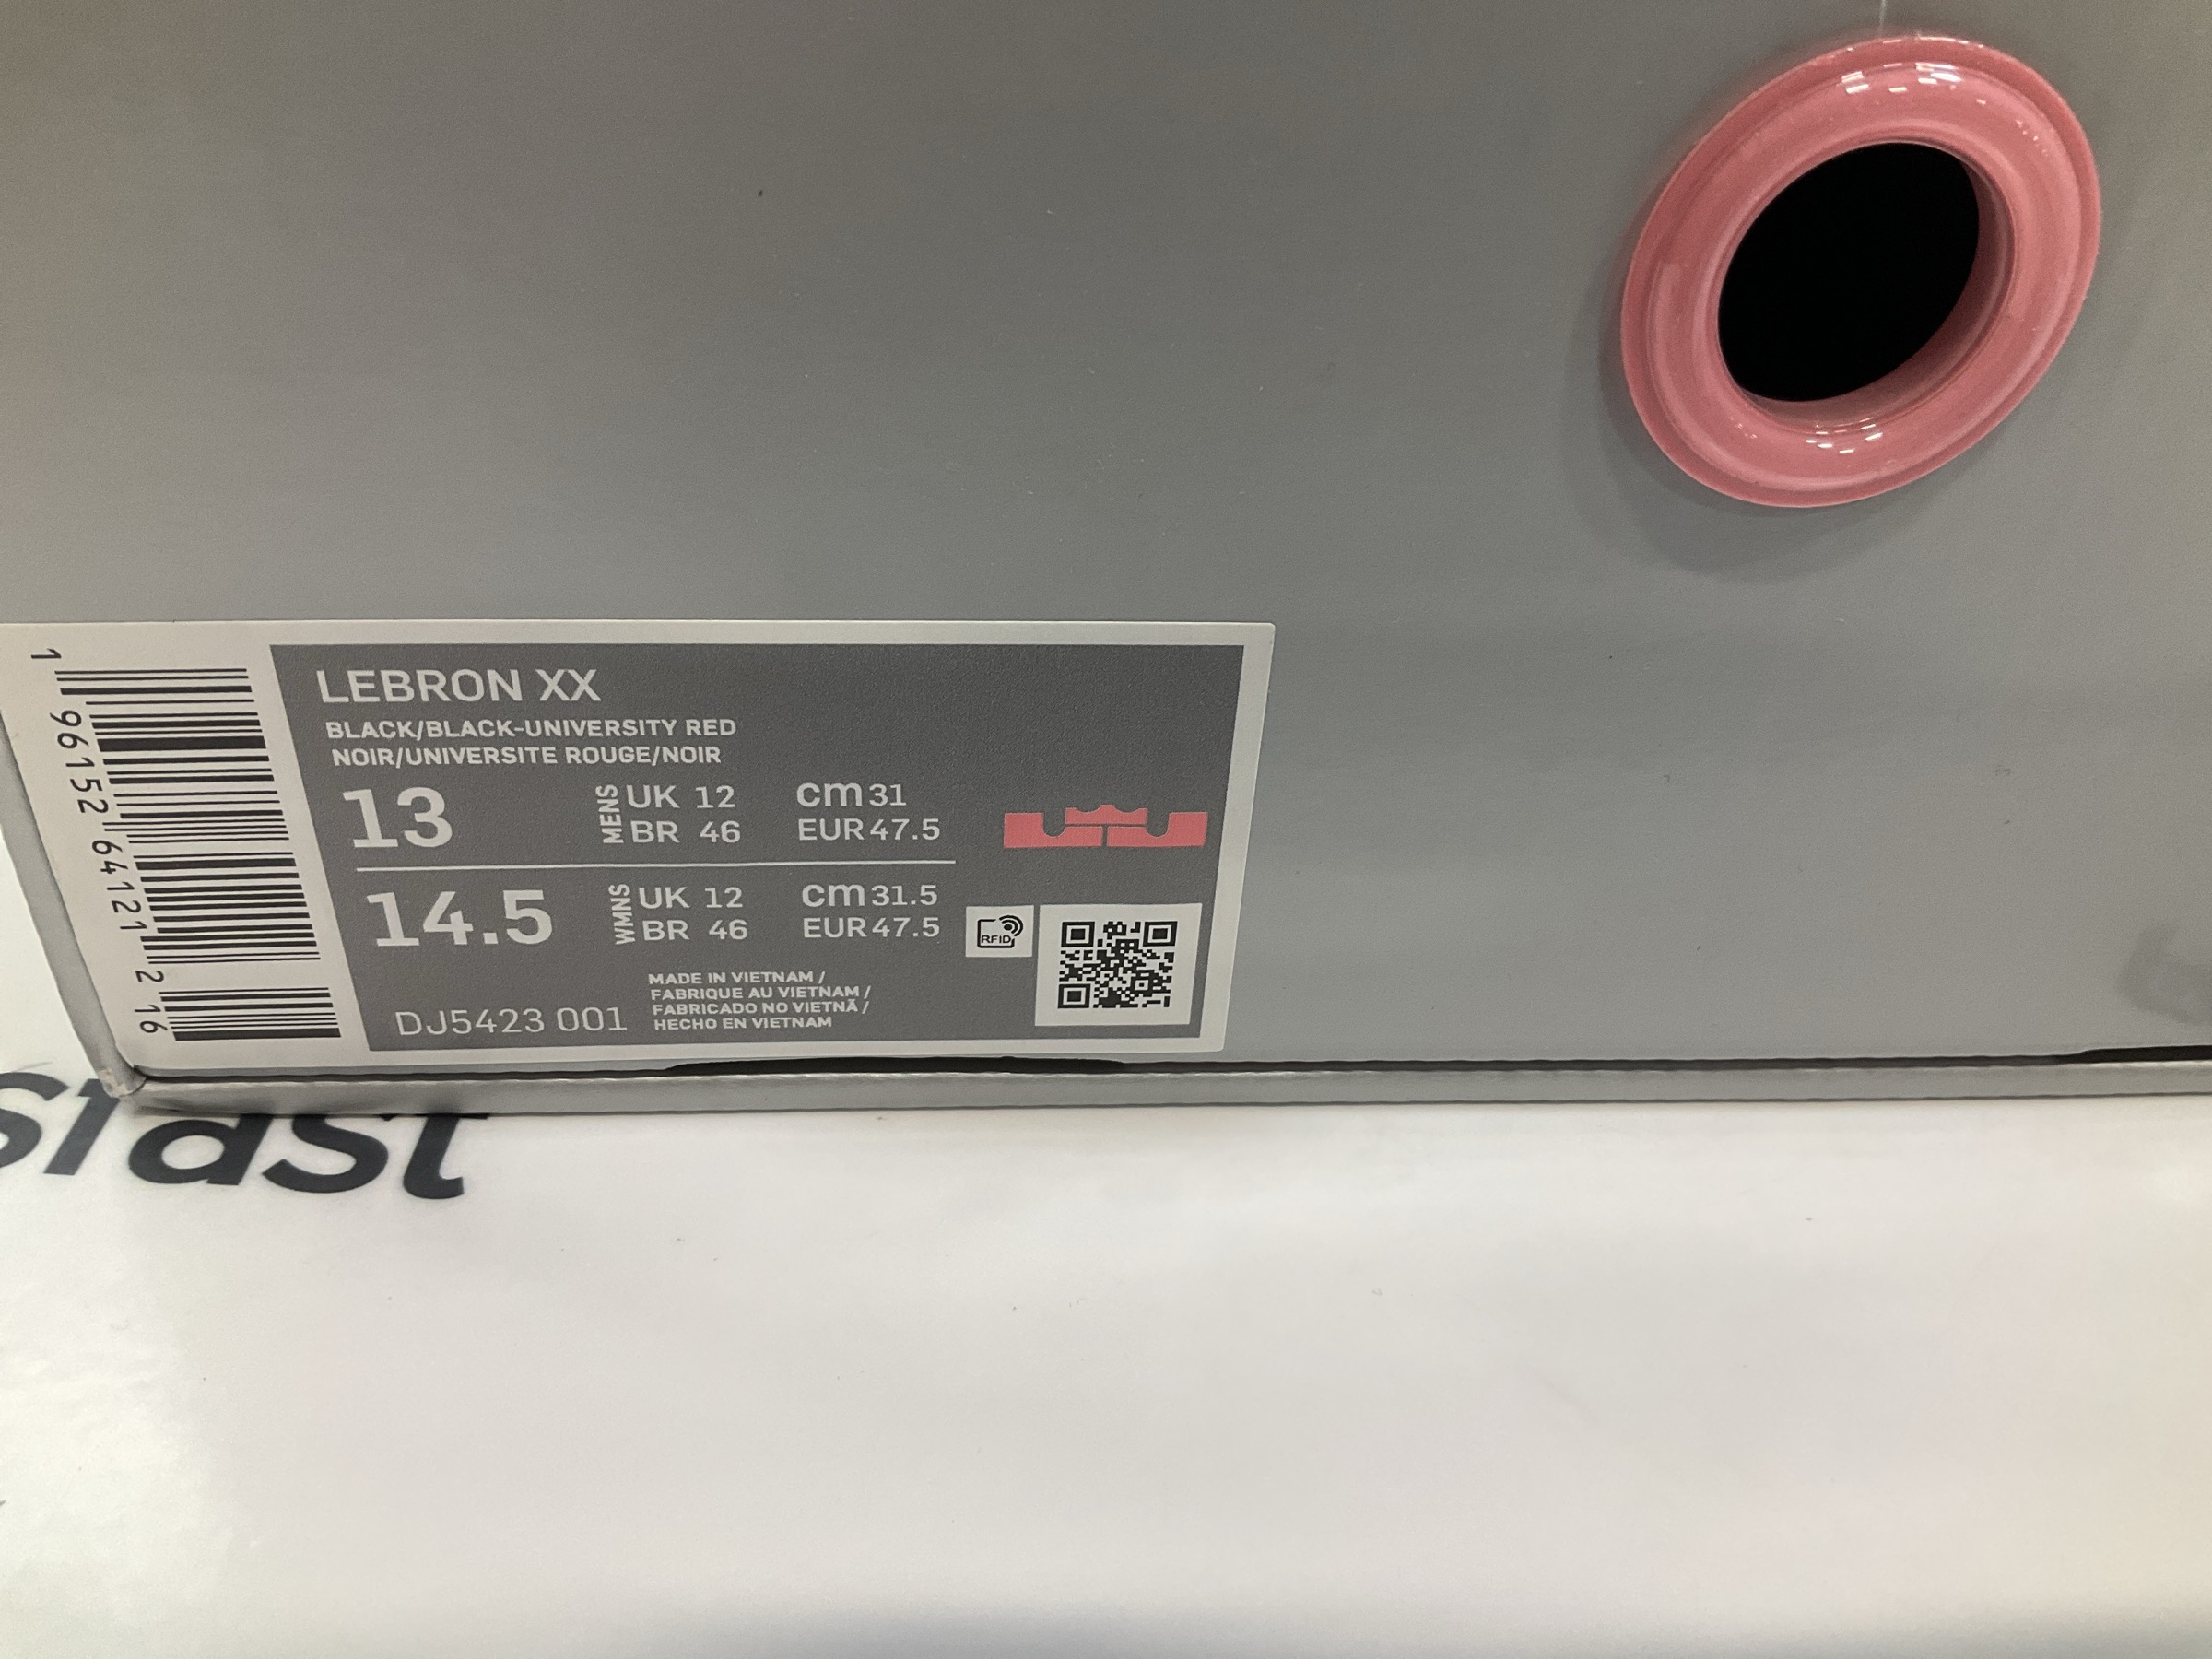 LEBRON XX
BLACK/BLACK-UNIVERSITY RED
NOIR/UNIVERSITE ROUGE/NOIR
13 MENS UK 12 cm 31
BR 46 EUR 47.5
14.5 WMNS UK 12 cm 31.5
BR 46 EUR 47.5
RFID
MADE IN VIETNAM /
FABRIQUE AU VIETNAM /
FABRICADO NO VIETNÃ /
HECHO EN VIETNAM
DJ5423 001
1 96152 64121 2 16